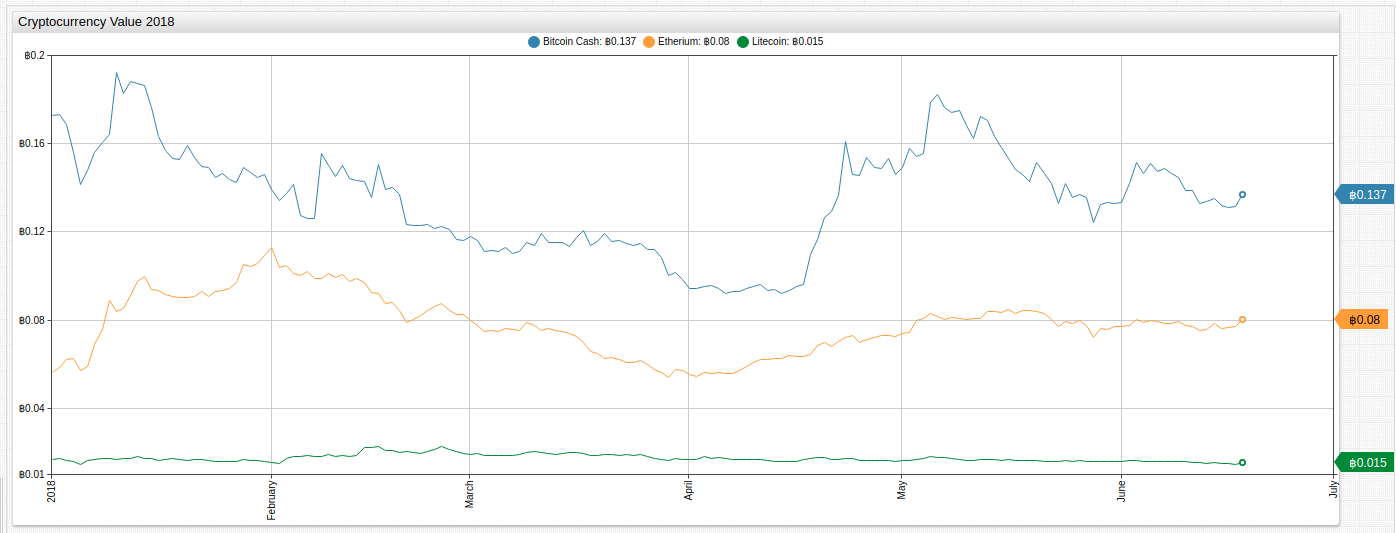 Cryptocurrency Value 2018
Bitcoin Cash: ฿0.137 Etherium: ฿0.08 Litecoin: ฿0.015
฿0.2
฿0.16
฿0.12
฿0.08
฿0.04
฿0.01
฿0.137
฿0.08
฿0.015
2018
February
March
April
May
June
July